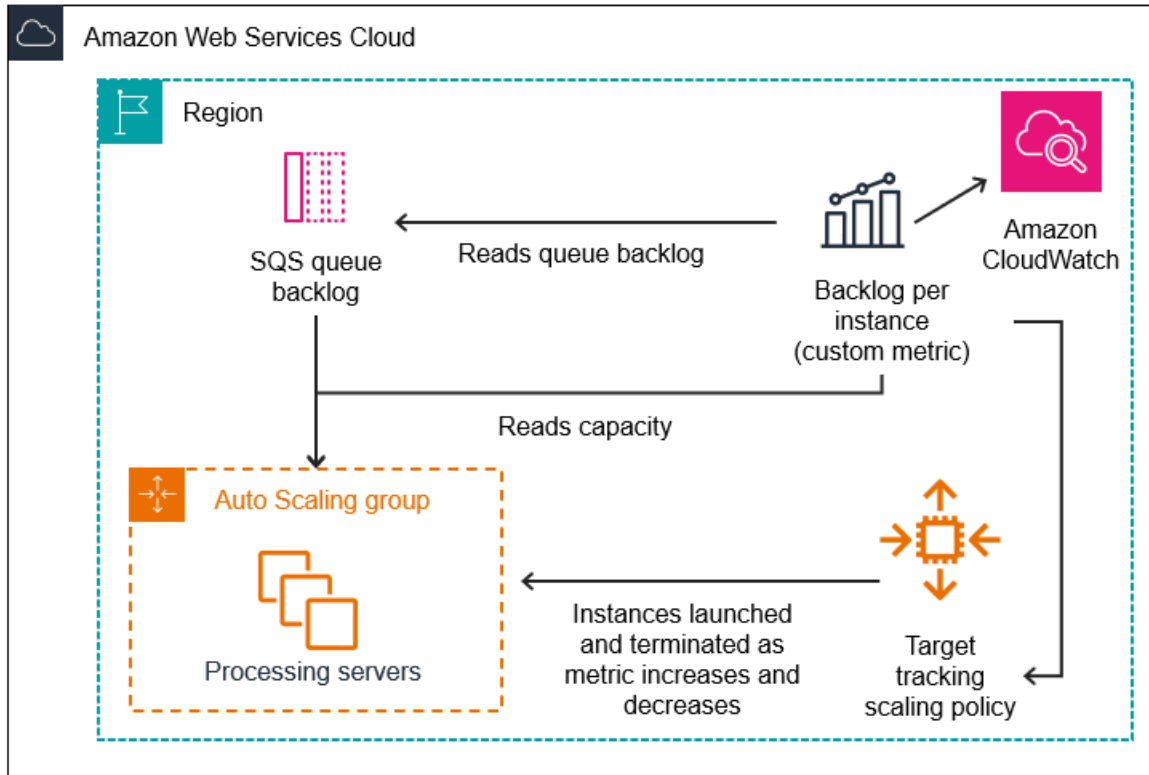 Amazon Web Services Cloud
Region
SQS queue
backlog
Reads queue backlog
Backlog per
instance
(custom metric)
Amazon
CloudWatch
Reads capacity
Auto Scaling group
Processing servers
Instances launched
and terminated as
metric increases and
decreases
Target
tracking
scaling policy